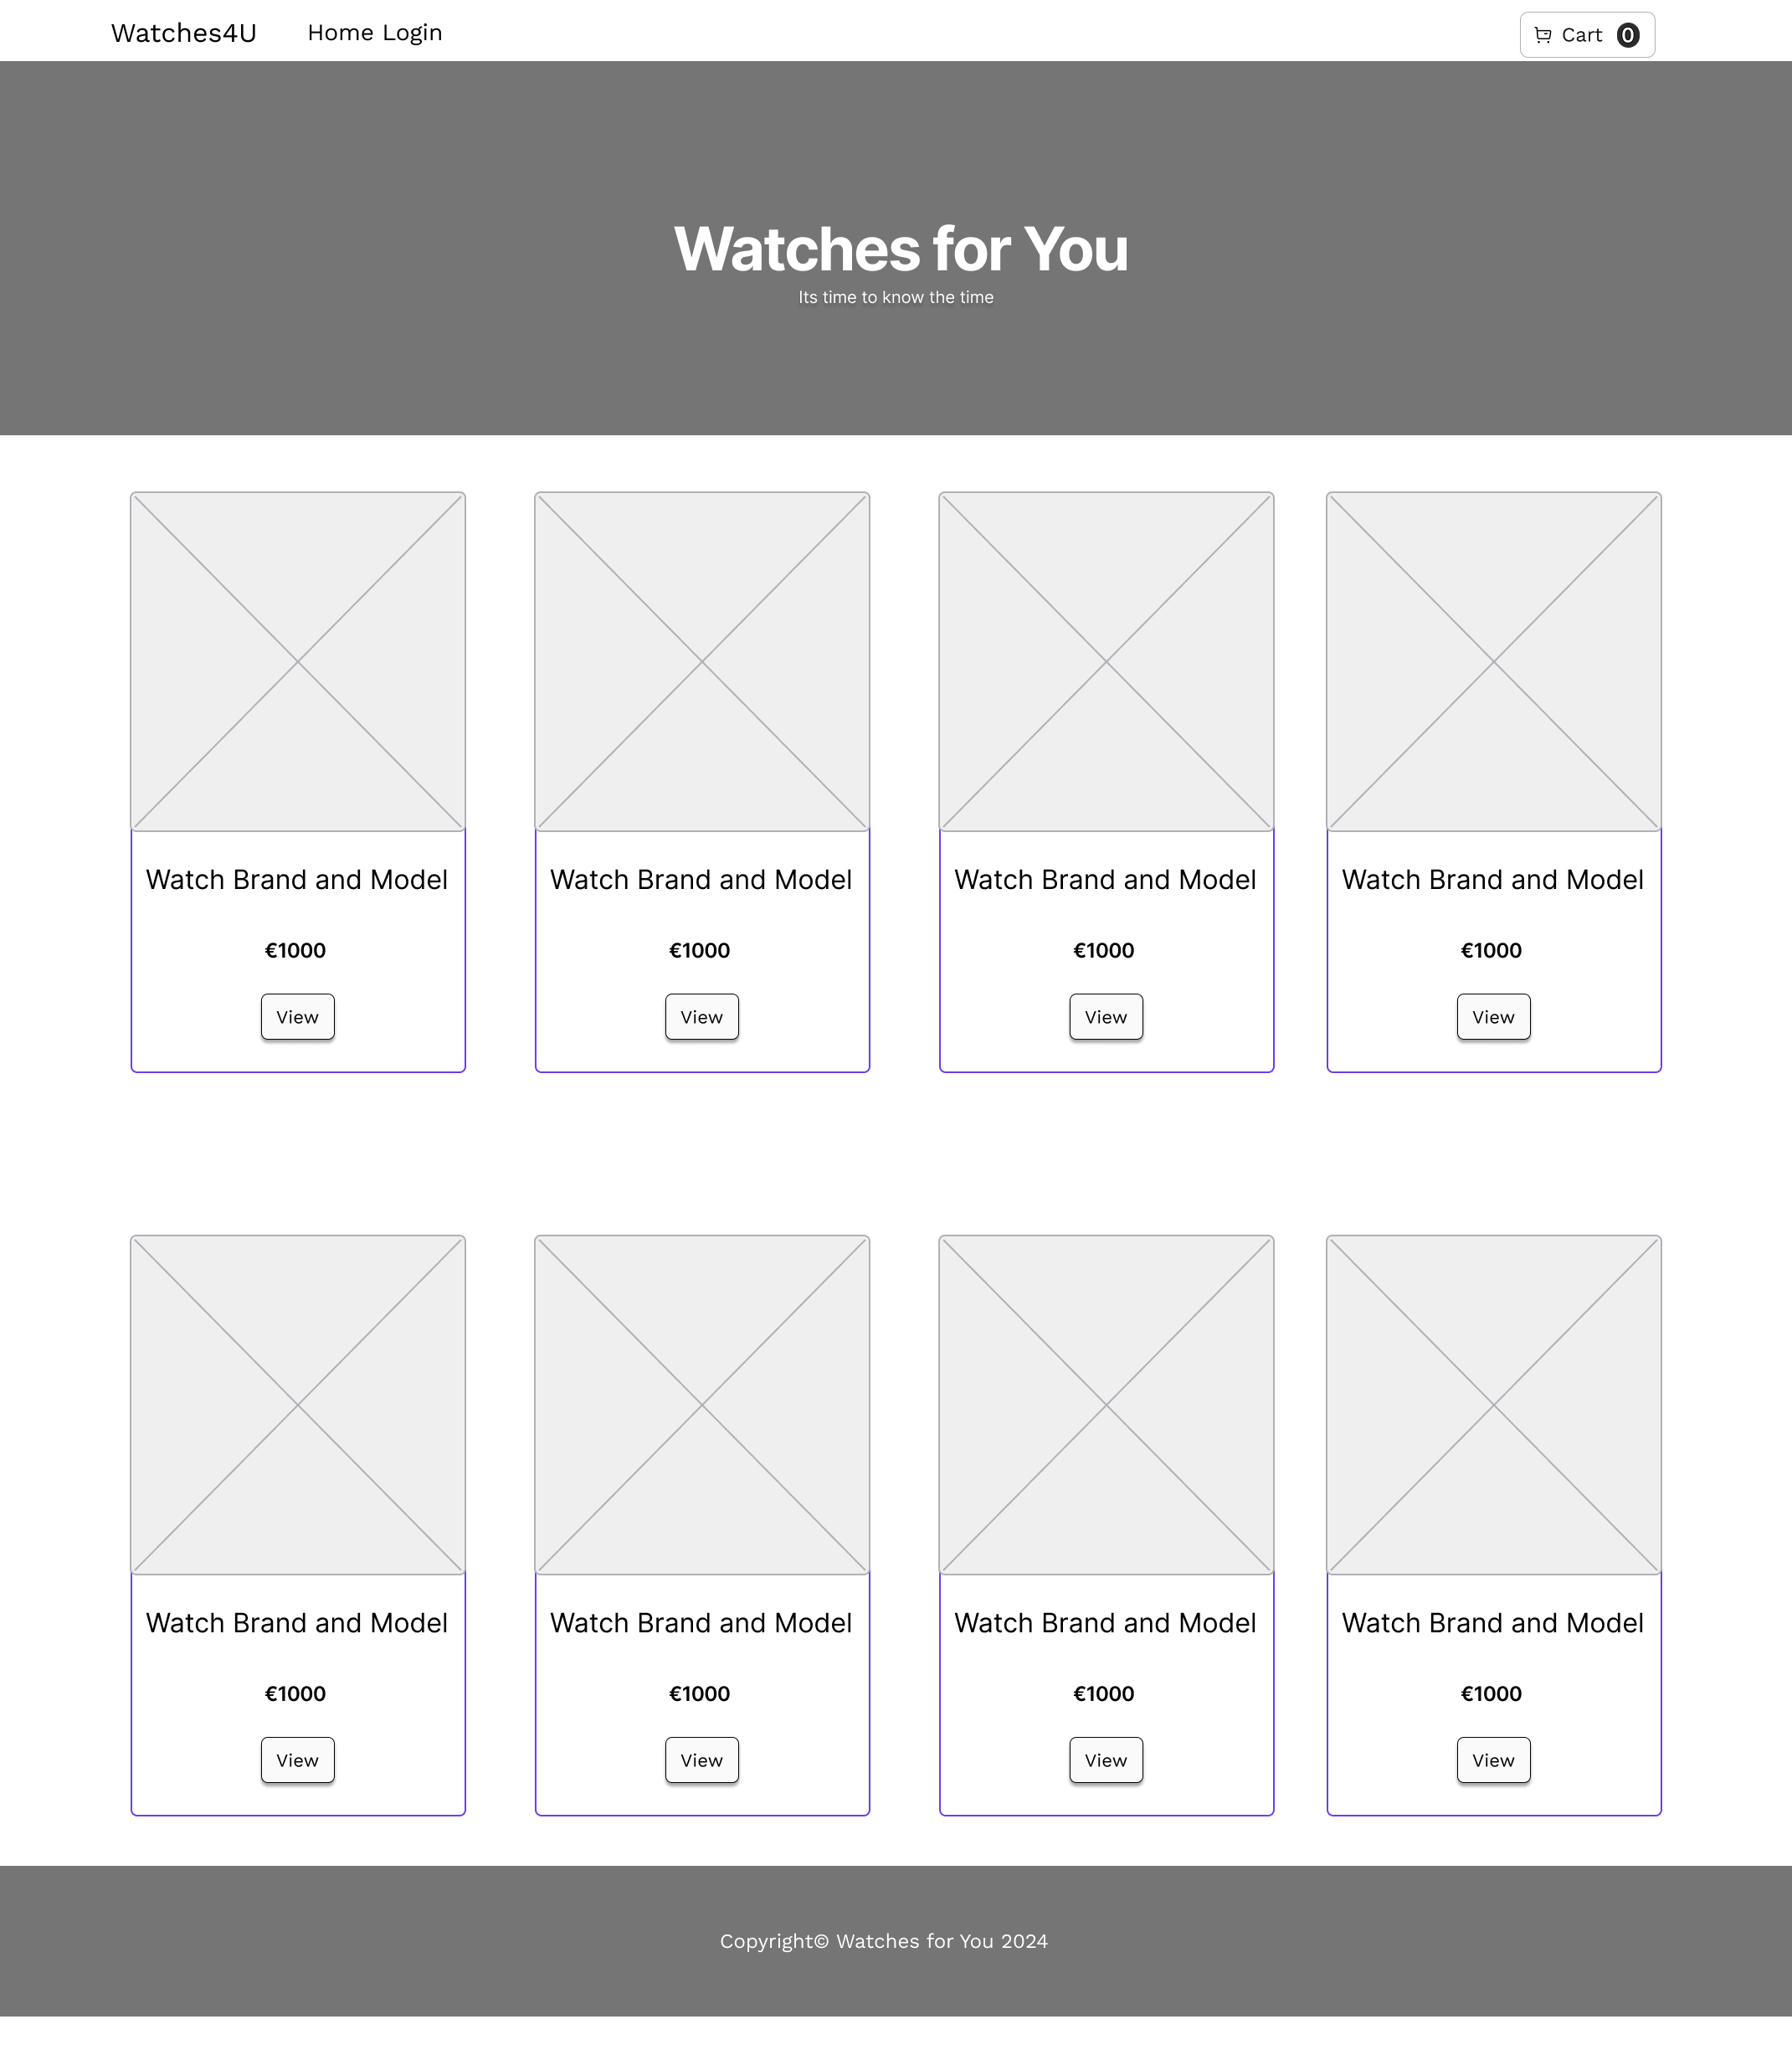 Watches4U Home Login Cart 0
Watches for You
Its time to know the time
Watch Brand and Model Watch Brand and Model Watch Brand and Model Watch Brand and Model
€1000 €1000 €1000 €1000
View View View View
Watch Brand and Model Watch Brand and Model Watch Brand and Model Watch Brand and Model
€1000 €1000 €1000 €1000
View View View View
Copyright© Watches for You 2024